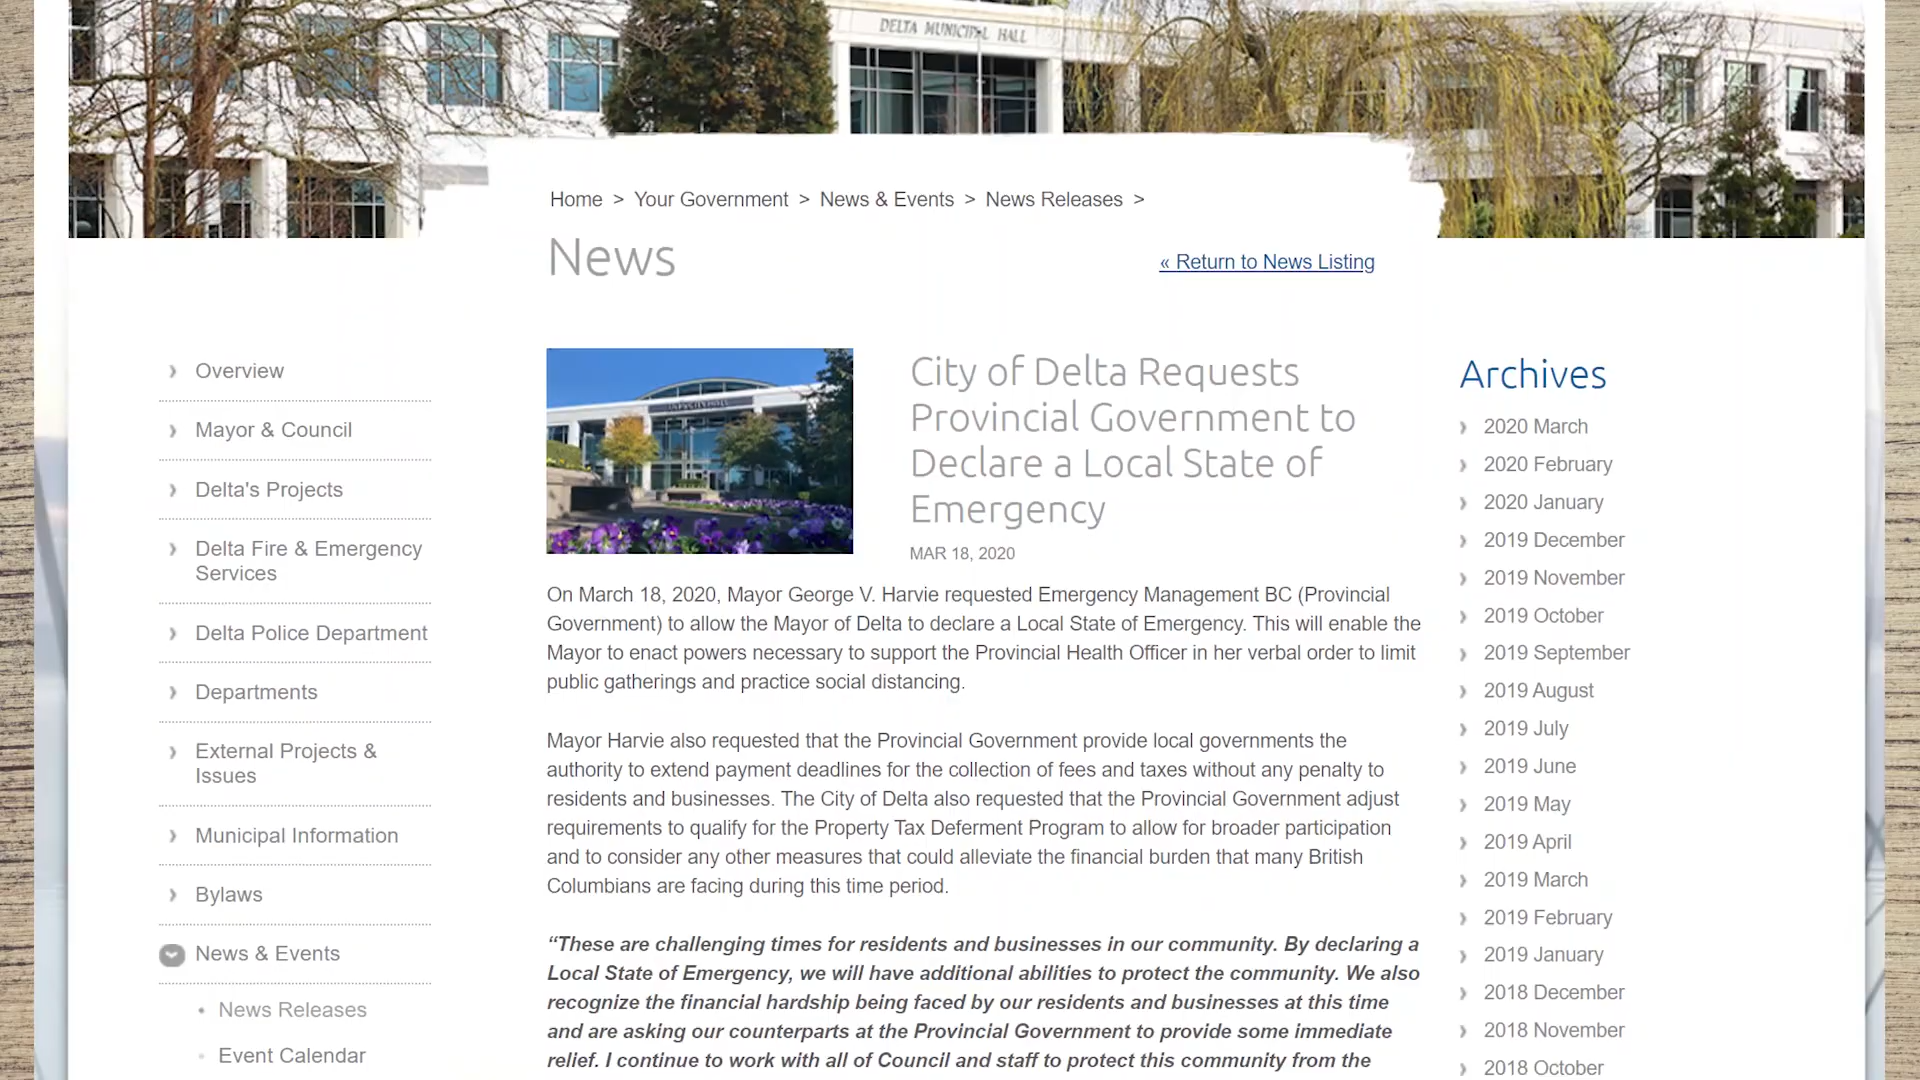 DELTA MUNICIPAL HALL
Home > Your Government > News & Events > News Releases >
News
« Return to News Listing
Overview
Mayor & Council
Delta's Projects
Delta Fire & Emergency
Services
Delta Police Department
Departments
External Projects &
Issues
Municipal Information
Bylaws
News & Events
News Releases
Event Calendar
City of Delta Requests
Provincial Government to
Declare a Local State of
Emergency
MAR 18, 2020
On March 18, 2020, Mayor George V. Harvie requested Emergency Management BC (Provincial
Government) to allow the Mayor of Delta to declare a Local State of Emergency. This will enable the
Mayor to enact powers necessary to support the Provincial Health Officer in her verbal order to limit
public gatherings and practice social distancing.
Mayor Harvie also requested that the Provincial Government provide local governments the
authority to extend payment deadlines for the collection of fees and taxes without any penalty to
residents and businesses. The City of Delta also requested that the Provincial Government adjust
requirements to qualify for the Property Tax Deferment Program to allow for broader participation
and to consider any other measures that could alleviate the financial burden that many British
Columbians are facing during this time period.
“These are challenging times for residents and businesses in our community. By declaring a
Local State of Emergency, we will have additional abilities to protect the community. We also
recognize the financial hardship being faced by our residents and businesses at this time
and are asking our counterparts at the Provincial Government to provide some immediate
relief. I continue to work with all of Council and staff to protect this community from the
Archives
2020 March
2020 February
2020 January
2019 December
2019 November
2019 October
2019 September
2019 August
2019 July
2019 June
2019 May
2019 April
2019 March
2019 February
2019 January
2018 December
2018 November
2018 October